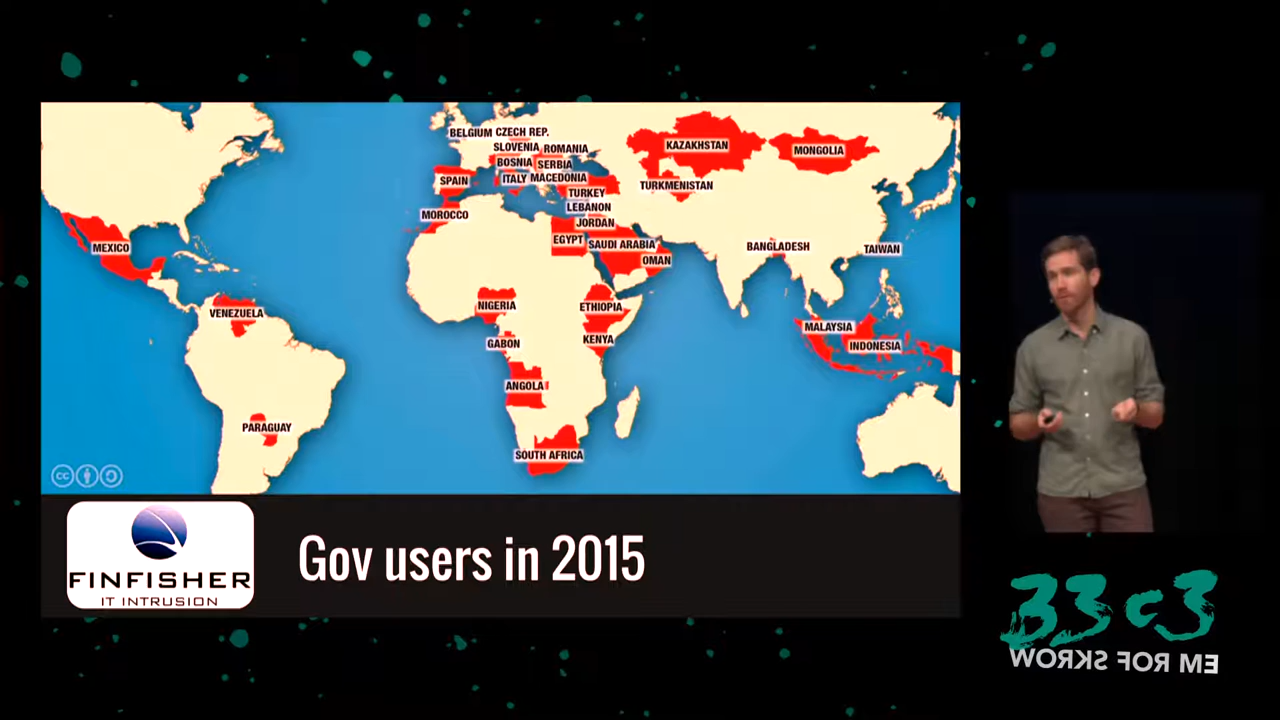 BELGIUM CZECH REP.
SLOVENIA ROMANIA
KAZAKHSTAN
MONGOLIA
BOSNIA SERBIA
SPAIN
ITALY MACEDONIA
TURKMENISTAN
TURKEY
LEBANON
MOROCCO
JORDAN
EGYPT SAUDI ARABIA
MEXICO
BANGLADESH
TAIWAN
OMAN
NIGERIA
ETHIOPIA
VENEZUELA
MALAYSIA
GABON
KENYA
INDONESIA
ANGOLA
PARAGUAY
SOUTH AFRICA
cc
FINFISHER
IT INTRUSION
Gov users in 2015
33c3
WORKS FOR ME